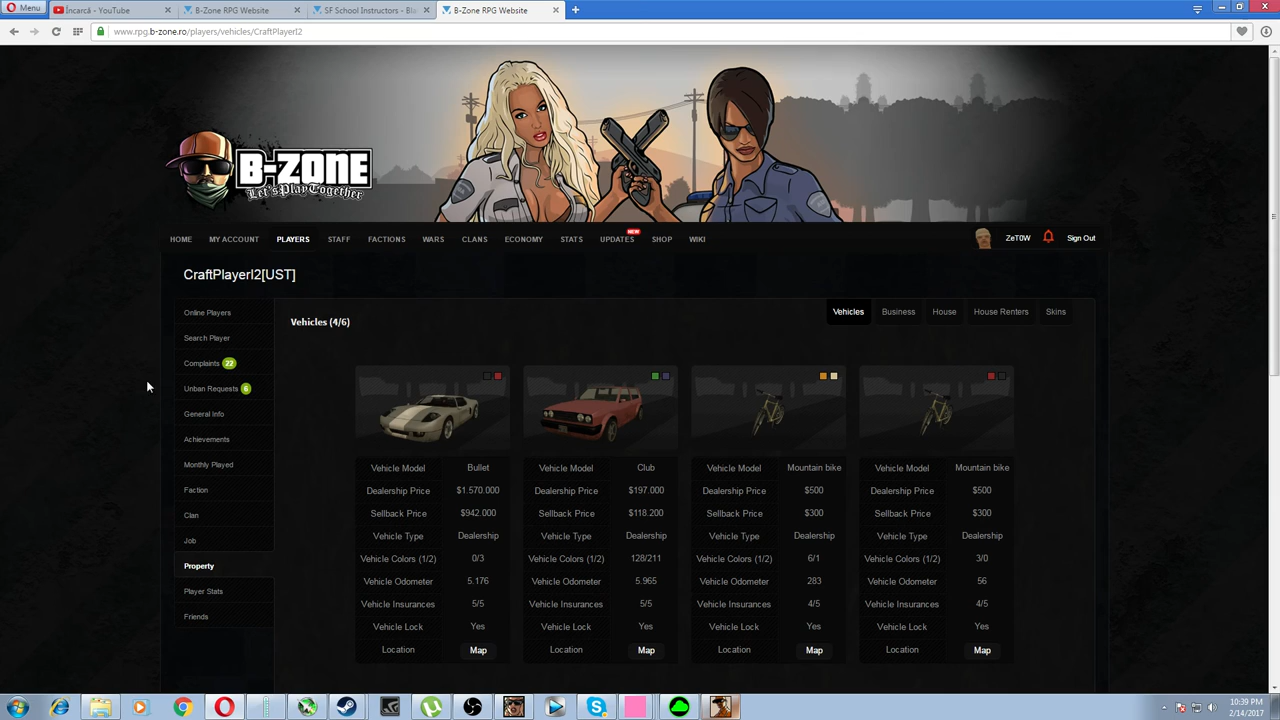 Menu
Încarcă - YouTube
B-Zone RPG Website
SF School Instructors - Bla
B-Zone RPG Website
www.rpg.b-zone.ro/players/vehicles/CraftPlayerI2
B-ZONE
Let'sPlayTogether
HOME MY ACCOUNT PLAYERS STAFF FACTIONS WARS CLANS ECONOMY STATS UPDATES NEW SHOP WIKI
ZeT0W Sign Out
CraftPlayerI2[UST]
Online Players
Search Player
Complaints 22
Unban Requests 6
General Info
Achievements
Monthly Played
Faction
Clan
Job
Property
Player Stats
Friends
Vehicles (4/6)
Vehicles Business House House Renters Skins
Vehicle Model Bullet Vehicle Model Club Vehicle Model Mountain bike Vehicle Model Mountain bike
Dealership Price $1.570.000 Dealership Price $197.000 Dealership Price $500 Dealership Price $500
Sellback Price $942.000 Sellback Price $118.200 Sellback Price $300 Sellback Price $300
Vehicle Type Dealership Vehicle Type Dealership Vehicle Type Dealership Vehicle Type Dealership
Vehicle Colors (1/2) 0/3 Vehicle Colors (1/2) 128/211 Vehicle Colors (1/2) 6/1 Vehicle Colors (1/2) 3/0
Vehicle Odometer 5.176 Vehicle Odometer 5.965 Vehicle Odometer 283 Vehicle Odometer 56
Vehicle Insurances 5/5 Vehicle Insurances 5/5 Vehicle Insurances 4/5 Vehicle Insurances 4/5
Vehicle Lock Yes Vehicle Lock Yes Vehicle Lock Yes Vehicle Lock Yes
Location Map Location Map Location Map Location Map
10:39 PM
2/14/2017